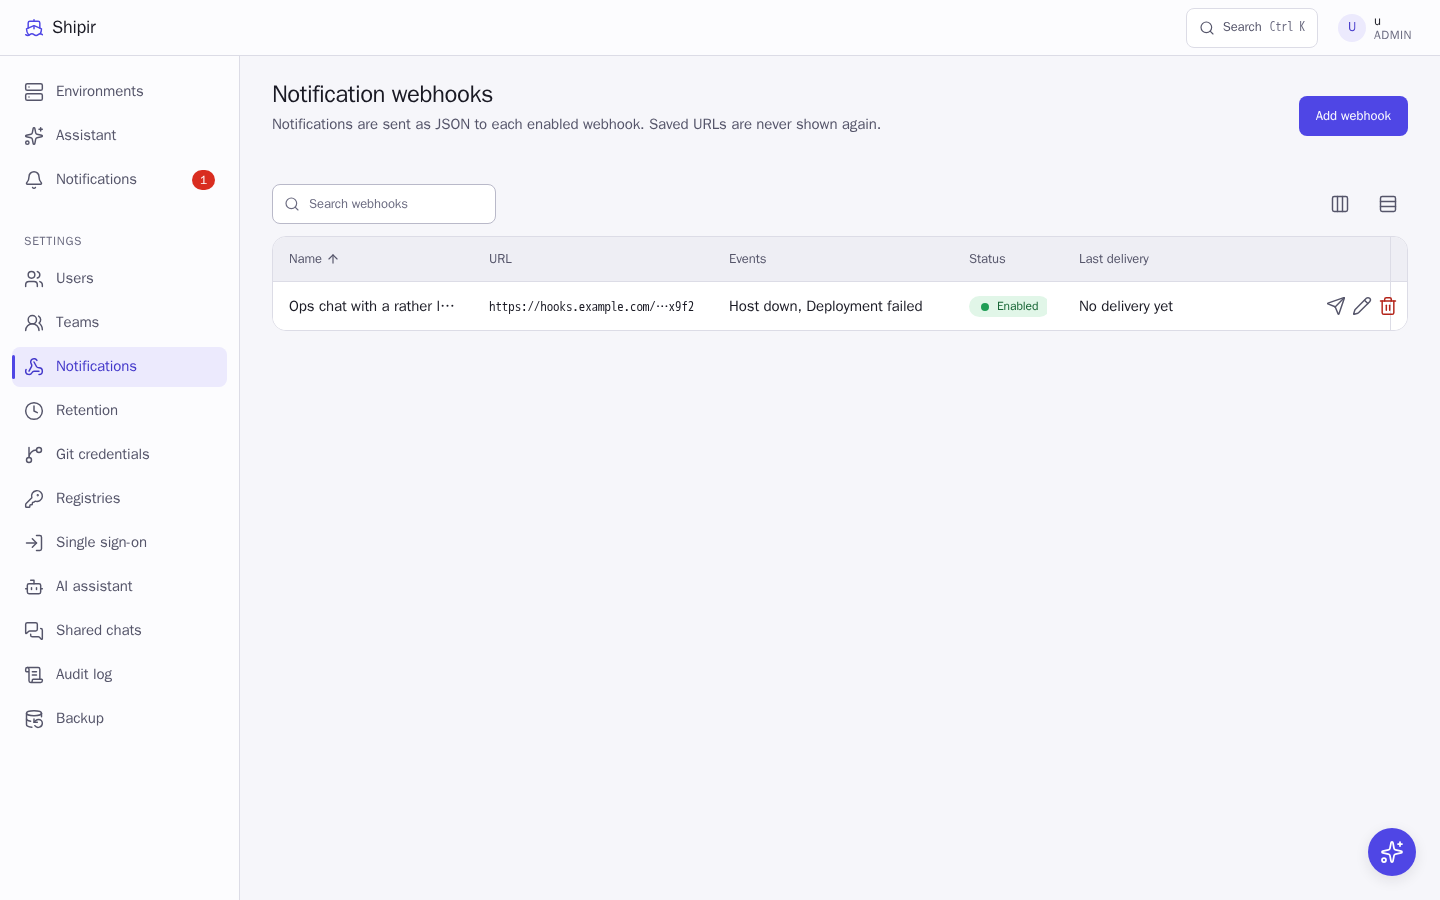 Shipir
Search Ctrl K
U
u
ADMIN
Environments
Assistant
Notifications 1
SETTINGS
Users
Teams
Notifications
Retention
Git credentials
Registries
Single sign-on
AI assistant
Shared chats
Audit log
Backup
Notification webhooks
Notifications are sent as JSON to each enabled webhook. Saved URLs are never shown again.
Add webhook
Search webhooks
Name URL Events Status Last delivery
Ops chat with a rather l… https://hooks.example.com/…x9f2 Host down, Deployment failed Enabled No delivery yet